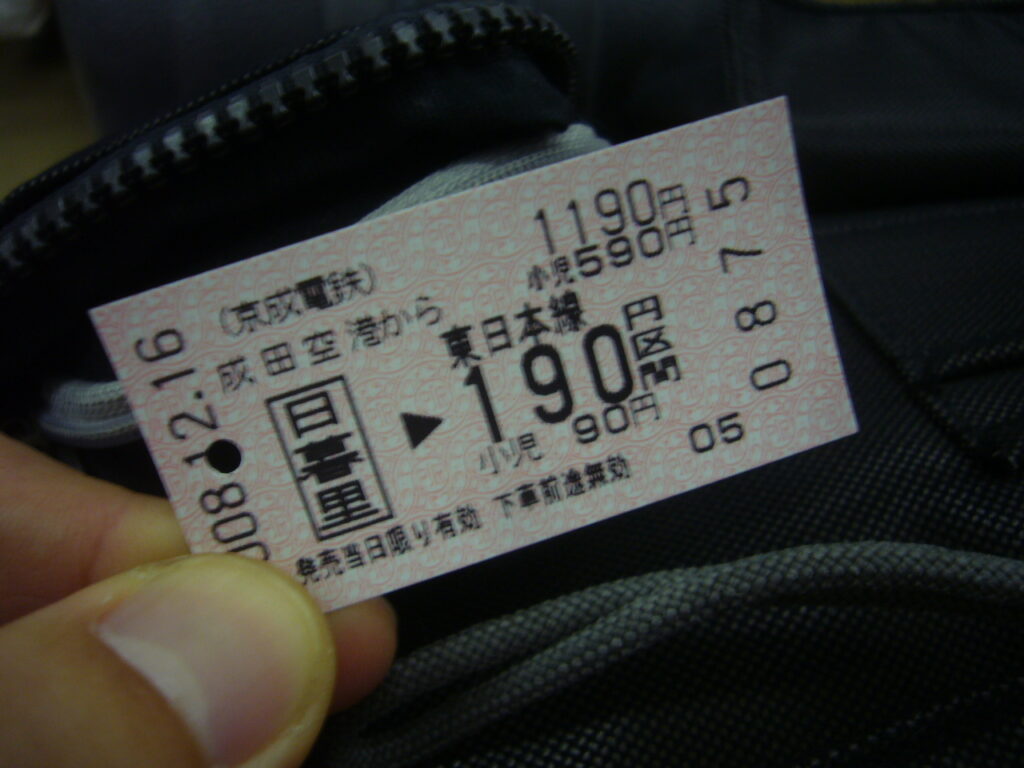 (京成電鉄) 1190円
成田空港から 小児590円
日暮里 ▶ 東日本線 190円区間
小児 90円
05
発売当日限り有効 下車前途無効
008.12.16
0875